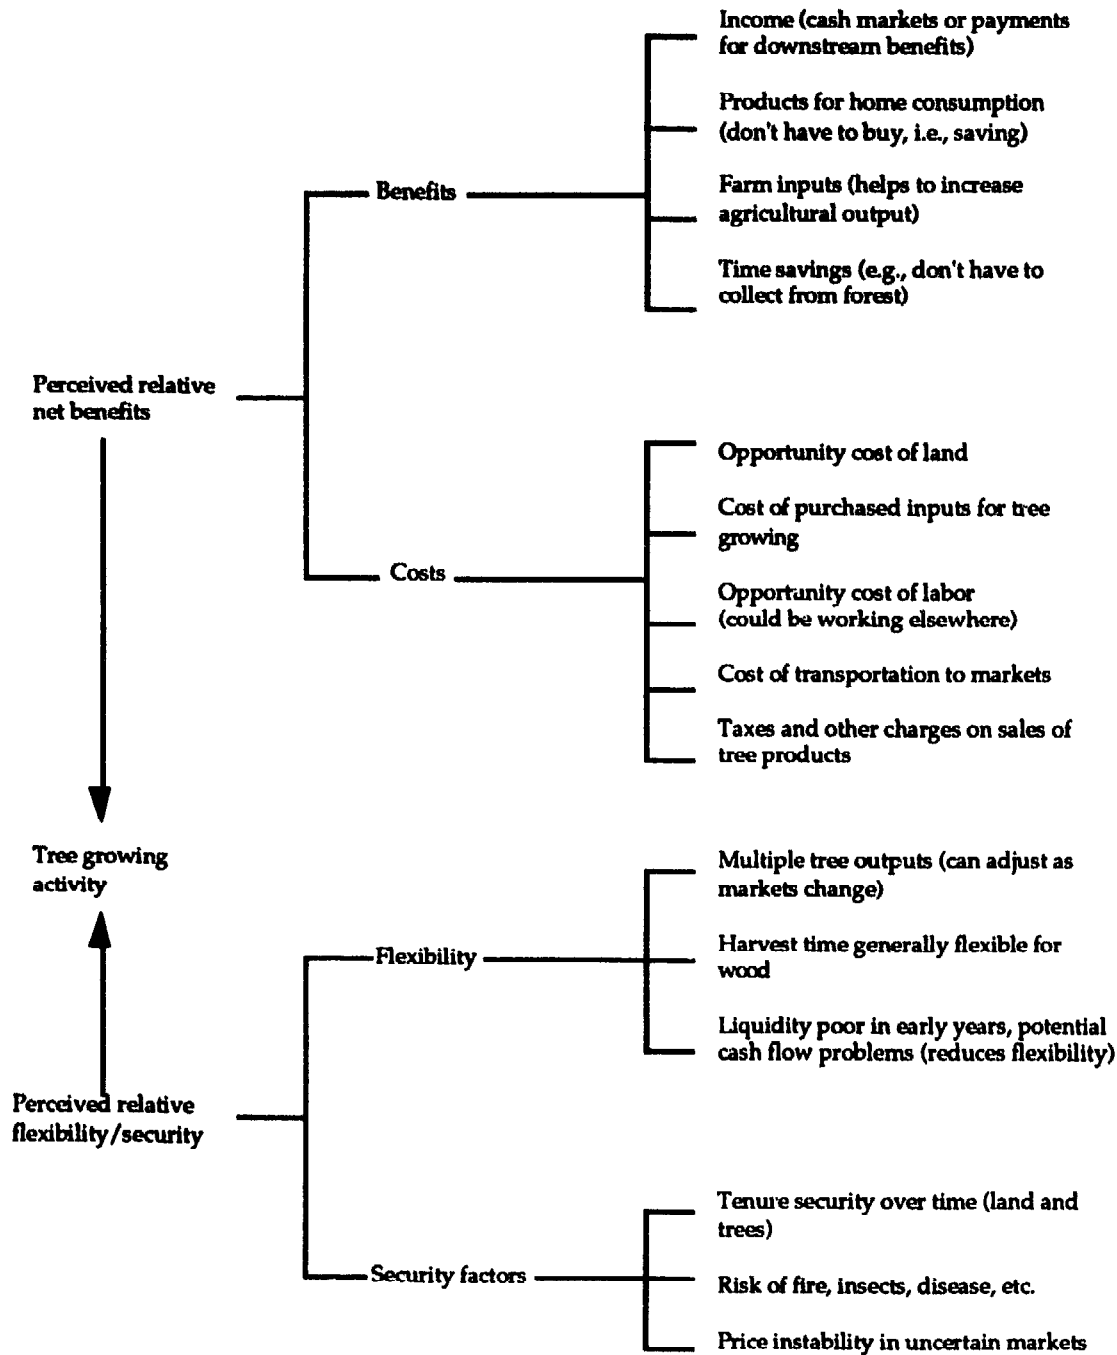 Income (cash markets or payments
for downstream benefits)
Products for home consumption
(don't have to buy, i.e., saving)
Benefits
Farm inputs (helps to increase
agricultural output)
Time savings (e.g., don't have to
collect from forest)
Perceived relative
net benefits
Opportunity cost of land
Cost of purchased inputs for tree
growing
Costs
Opportunity cost of labor
(could be working elsewhere)
Cost of transportation to markets
Taxes and other charges on sales of
tree products
Tree growing
activity
Multiple tree outputs (can adjust as
markets change)
Flexibility
Harvest time generally flexible for
wood
Liquidity poor in early years, potential
cash flow problems (reduces flexibility)
Perceived relative
flexibility/security
Tenure security over time (land and
trees)
Security factors
Risk of fire, insects, disease, etc.
Price instability in uncertain markets